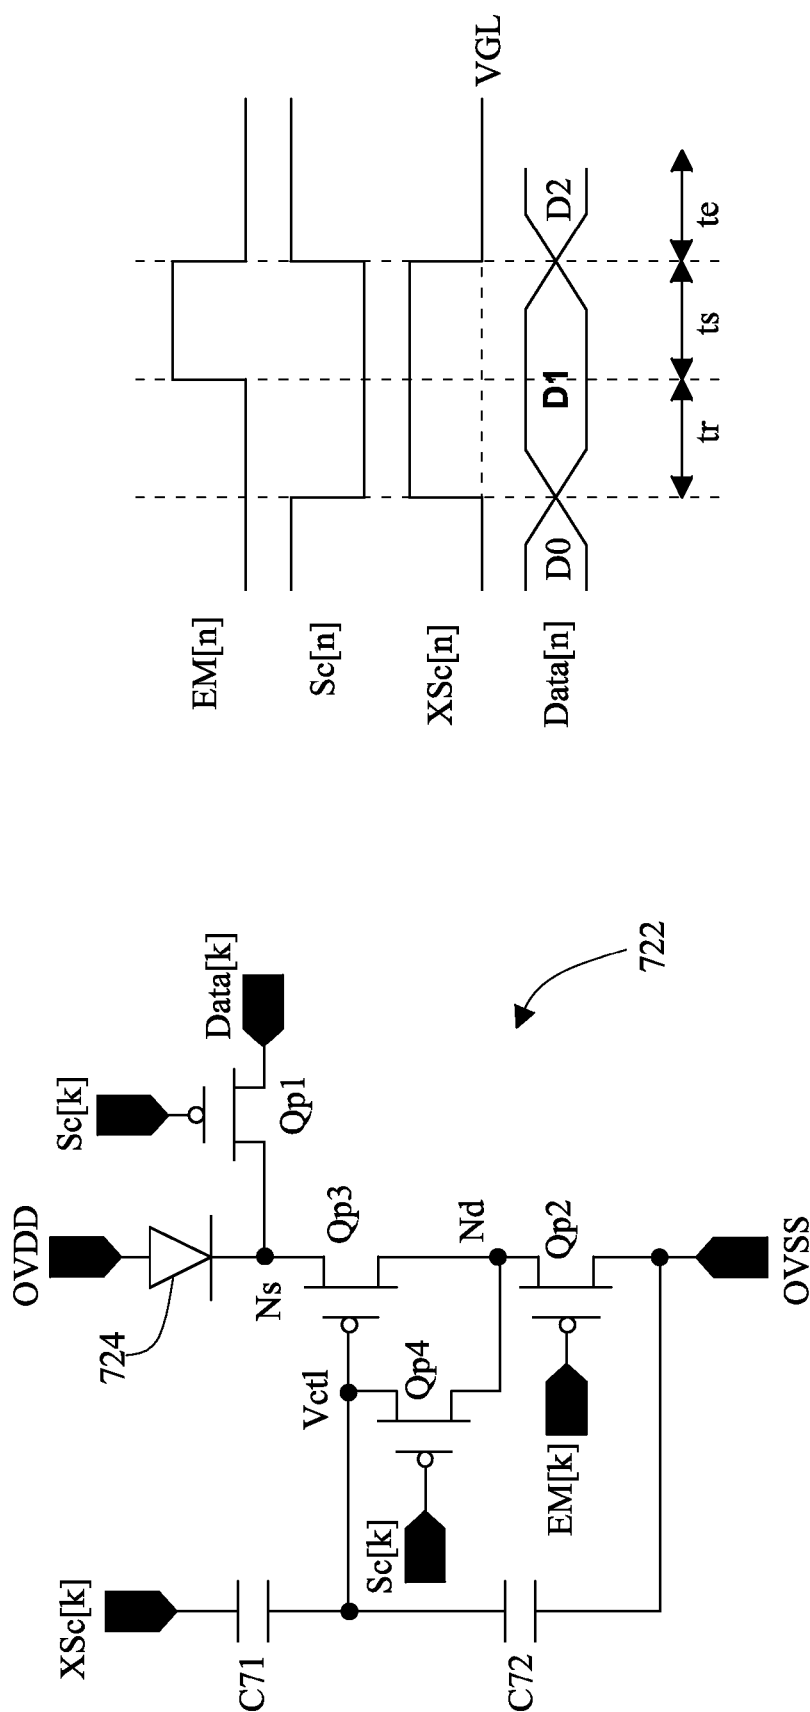 VGL
EM[n]
Sc[n]
XSc[n]
Data[n]
D0
D1
D2
tr
ts
te
OVDD
Sc[k]
Data[k]
724
Ns
Qp1
Qp3
Vctl
Qp4
Nd
Qp2
722
XSc[k]
Sc[k]
EM[k]
C71
C72
OVSS